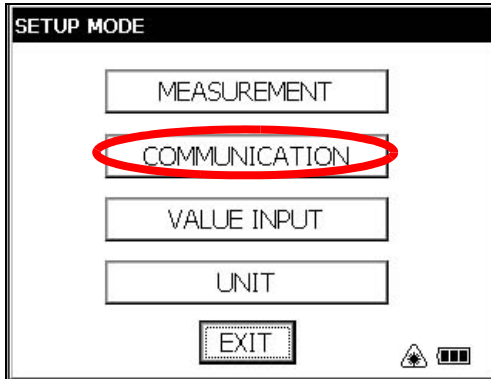 SETUP MODE
MEASUREMENT
COMMUNICATION
VALUE INPUT
UNIT
EXIT